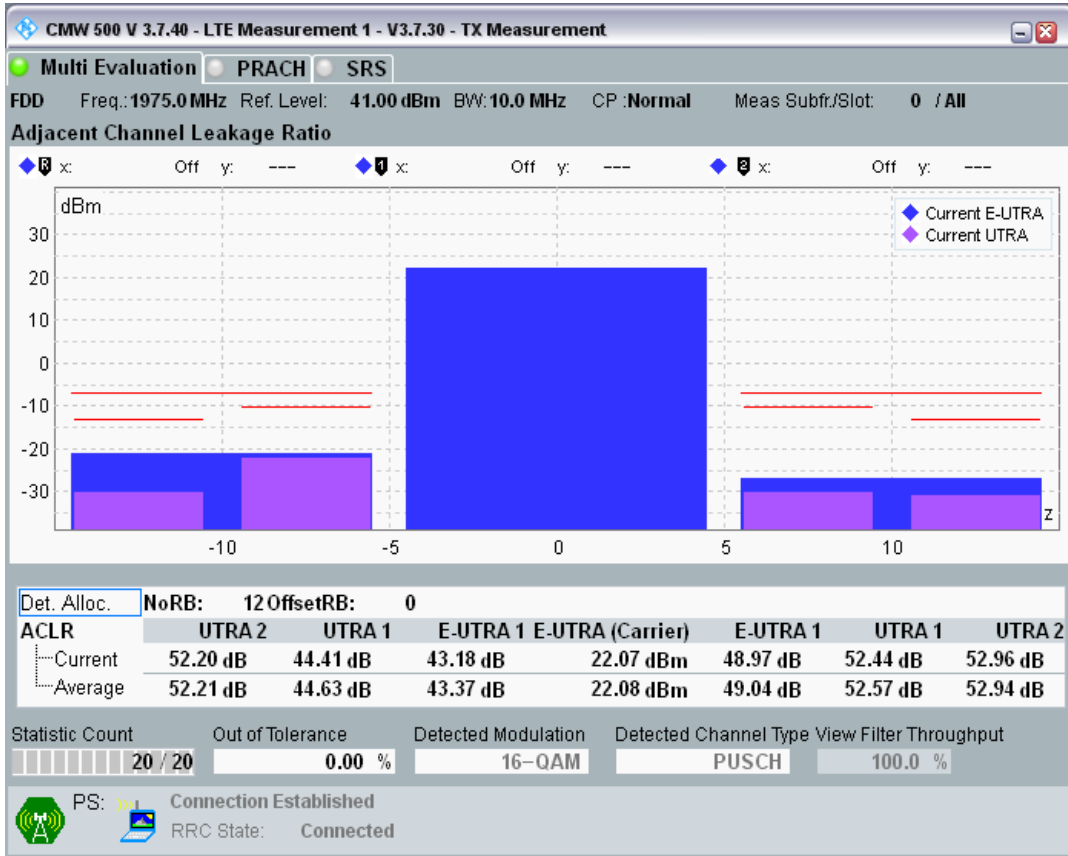 CMW 500 V 3.7.40 - LTE Measurement 1 - V3.7.30 - TX Measurement
Multi Evaluation PRACH SRS
FDD Freq.: 1975.0 MHz Ref. Level: 41.00 dBm BW: 10.0 MHz CP : Normal Meas Subfr./Slot: 0 / All
Adjacent Channel Leakage Ratio
R x: Off y: --- 1 x: Off y: --- 2 x: Off y: ---
dBm
Current E-UTRA
Current UTRA
30
20
10
0
-10
-20
-30
z
-10 -5 0 5 10
Det. Alloc. NoRB: 12 OffsetRB: 0
ACLR UTRA 2 UTRA 1 E-UTRA 1 E-UTRA (Carrier) E-UTRA 1 UTRA 1 UTRA 2
Current 52.20 dB 44.41 dB 43.18 dB 22.07 dBm 48.97 dB 52.44 dB 52.96 dB
Average 52.21 dB 44.63 dB 43.37 dB 22.08 dBm 49.04 dB 52.57 dB 52.94 dB
Statistic Count Out of Tolerance Detected Modulation Detected Channel Type View Filter Throughput
20 / 20 0.00 % 16-QAM PUSCH 100.0 %
PS: Connection Established
RRC State: Connected